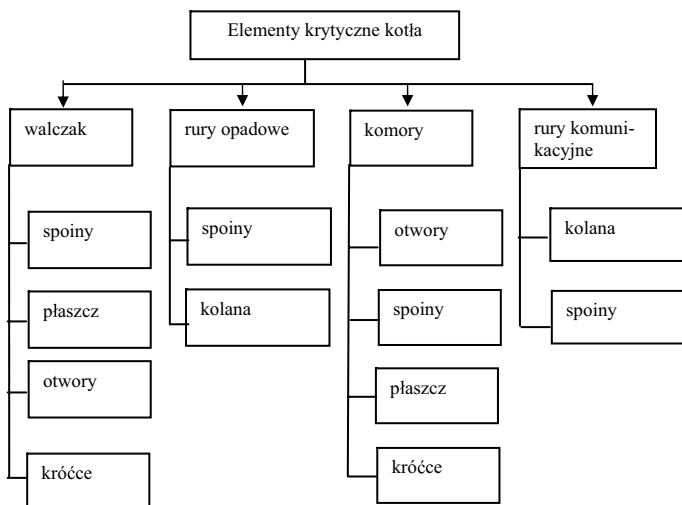 Elementy krytyczne kotła
walczak
rury opadowe
komory
rury komuni-
kacyjne
spoiny
płaszcz
otwory
króćce
spoiny
kolana
otwory
spoiny
płaszcz
króćce
kolana
spoiny